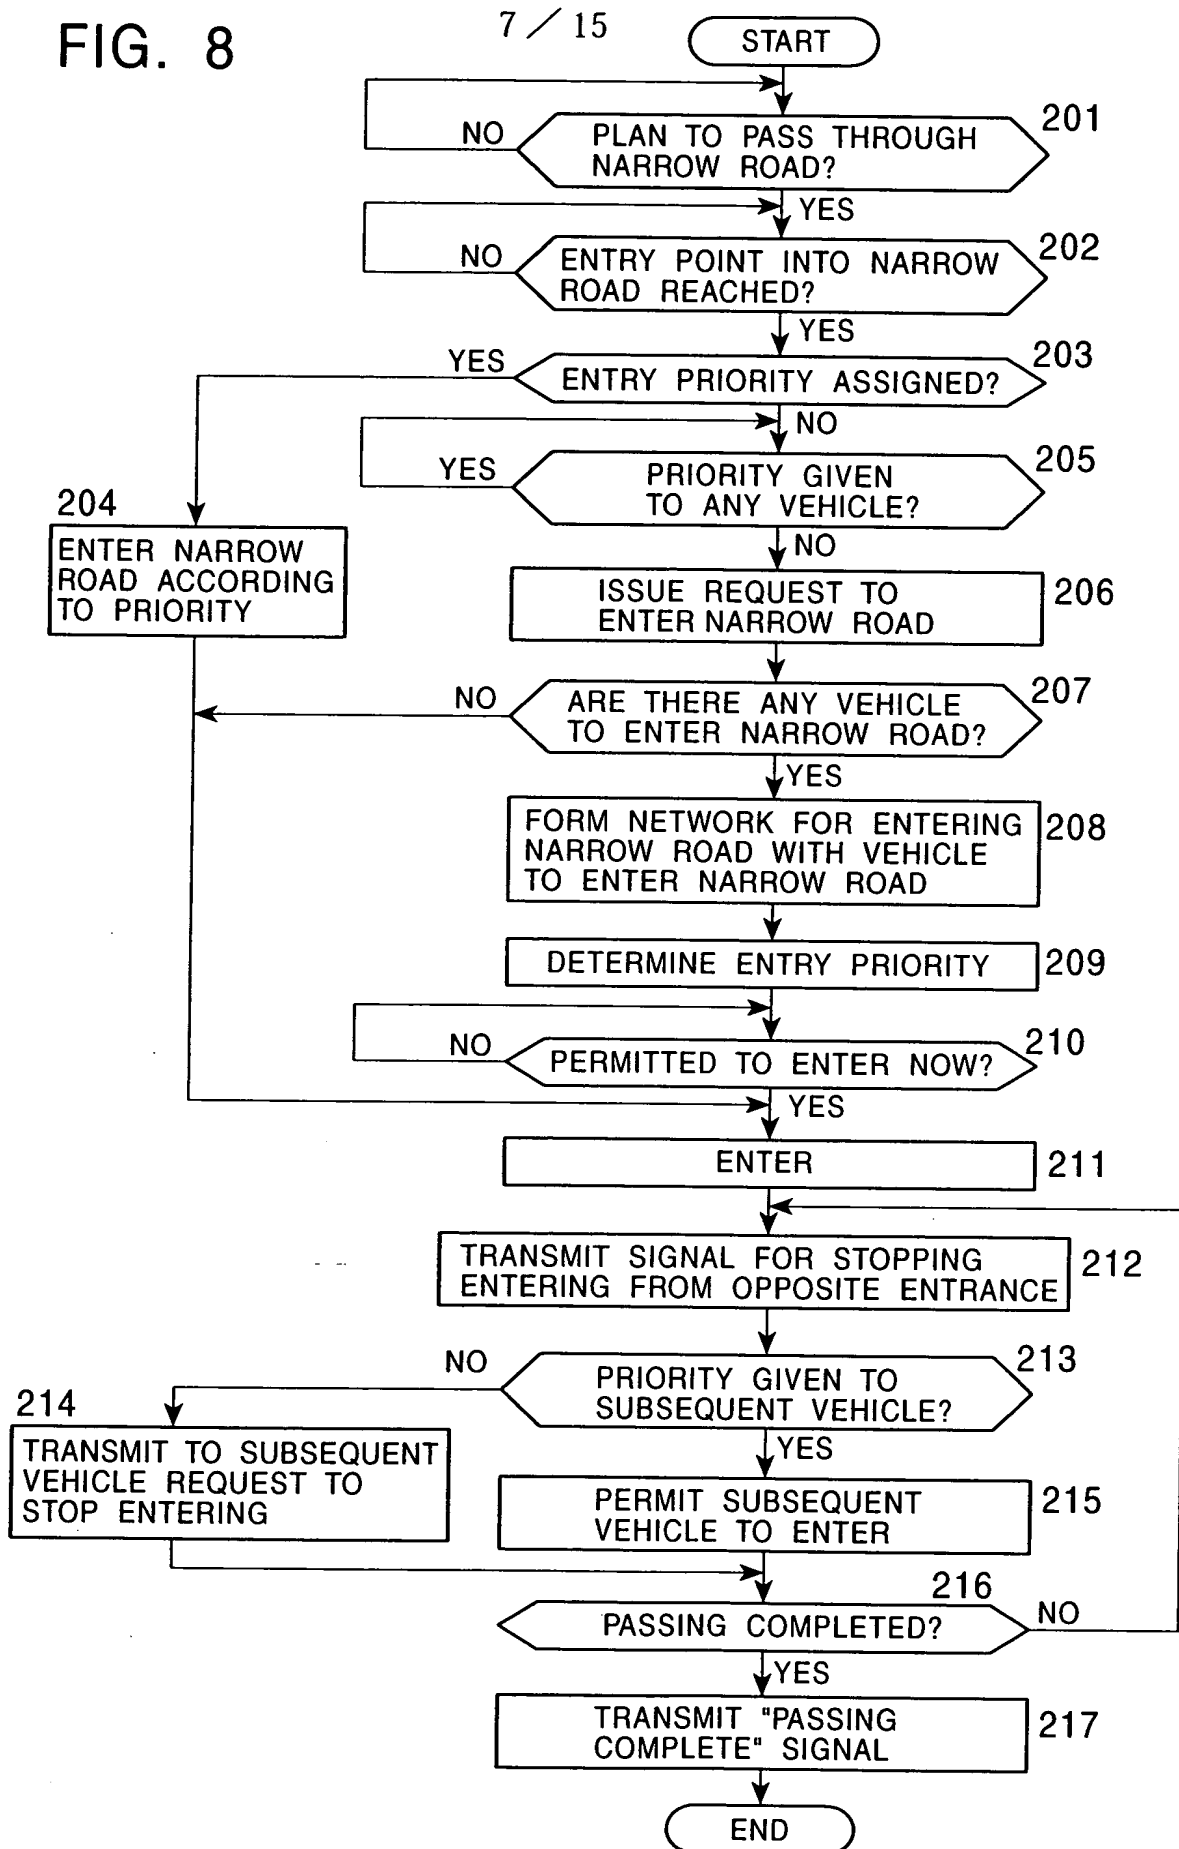 FIG. 8
7 / 15
START
201
PLAN TO PASS THROUGH
NARROW ROAD?
NO
YES
202
ENTRY POINT INTO NARROW
ROAD REACHED?
NO
YES
203
ENTRY PRIORITY ASSIGNED?
YES
NO
205
PRIORITY GIVEN
TO ANY VEHICLE?
YES
NO
204
ENTER NARROW
ROAD ACCORDING
TO PRIORITY
ISSUE REQUEST TO
ENTER NARROW ROAD
206
207
ARE THERE ANY VEHICLE
TO ENTER NARROW ROAD?
NO
YES
FORM NETWORK FOR ENTERING
NARROW ROAD WITH VEHICLE
TO ENTER NARROW ROAD
208
DETERMINE ENTRY PRIORITY
209
210
PERMITTED TO ENTER NOW?
NO
YES
ENTER
211
TRANSMIT SIGNAL FOR STOPPING
ENTERING FROM OPPOSITE ENTRANCE
212
213
PRIORITY GIVEN TO
SUBSEQUENT VEHICLE?
NO
YES
214
TRANSMIT TO SUBSEQUENT
VEHICLE REQUEST TO
STOP ENTERING
PERMIT SUBSEQUENT
VEHICLE TO ENTER
215
216
PASSING COMPLETED?
NO
YES
TRANSMIT "PASSING
COMPLETE" SIGNAL
217
END